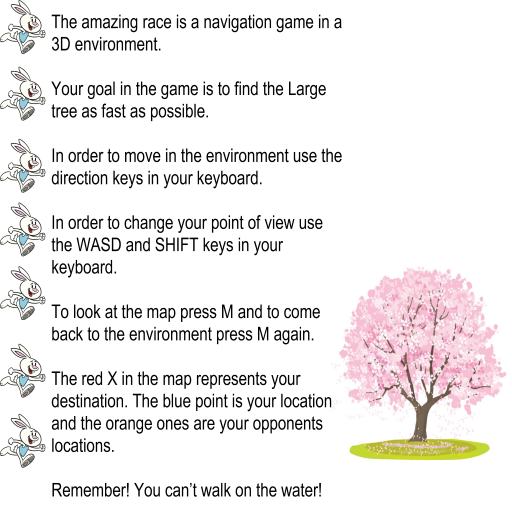 The amazing race is a navigation game in a
3D environment.
Your goal in the game is to find the Large
tree as fast as possible.
In order to move in the environment use the
direction keys in your keyboard.
In order to change your point of view use
the WASD and SHIFT keys in your
keyboard.
To look at the map press M and to come
back to the environment press M again.
The red X in the map represents your
destination. The blue point is your location
and the orange ones are your opponents
locations.
Remember! You can’t walk on the water!